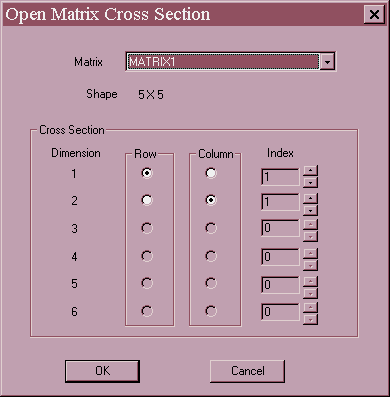 Open Matrix Cross Section
Matrix MATRIX1
Shape 5 X 5
Cross Section
Dimension Row Column Index
1 1
2 1
3 0
4 0
5 0
6 0
OK Cancel